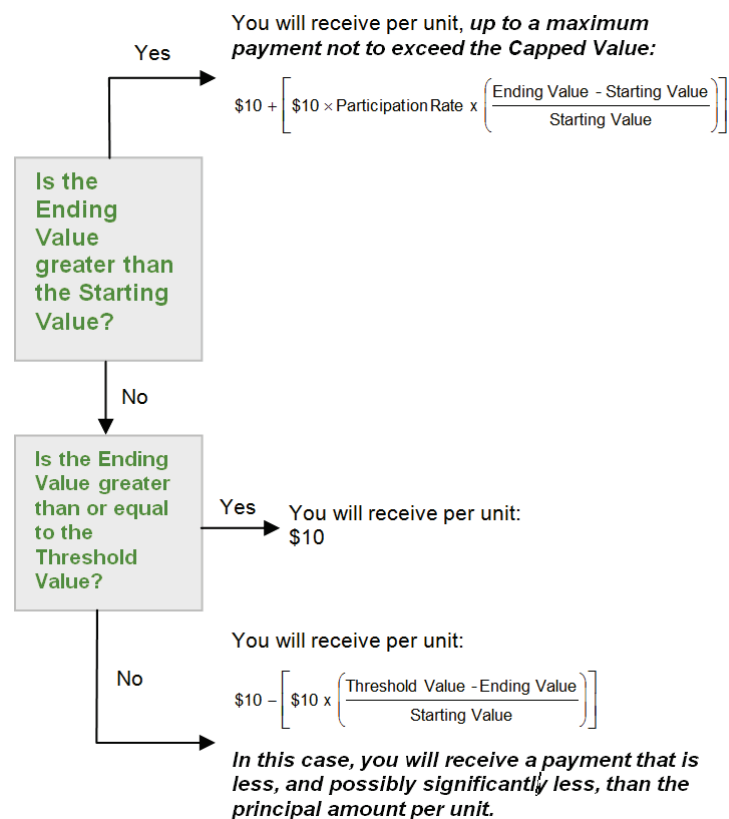 You will receive per unit, up to a maximum
payment not to exceed the Capped Value:
Yes
$10 + [ $10 × Participation Rate x ( Ending Value - Starting Value / Starting Value ) ]
Is the
Ending
Value
greater than
the Starting
Value?
No
Is the Ending
Value greater
than or equal
to the
Threshold
Value?
Yes
You will receive per unit:
$10
No
You will receive per unit:
$10 – [ $10 x ( Threshold Value - Ending Value / Starting Value ) ]
In this case, you will receive a payment that is
less, and possibly significantly less, than the
principal amount per unit.